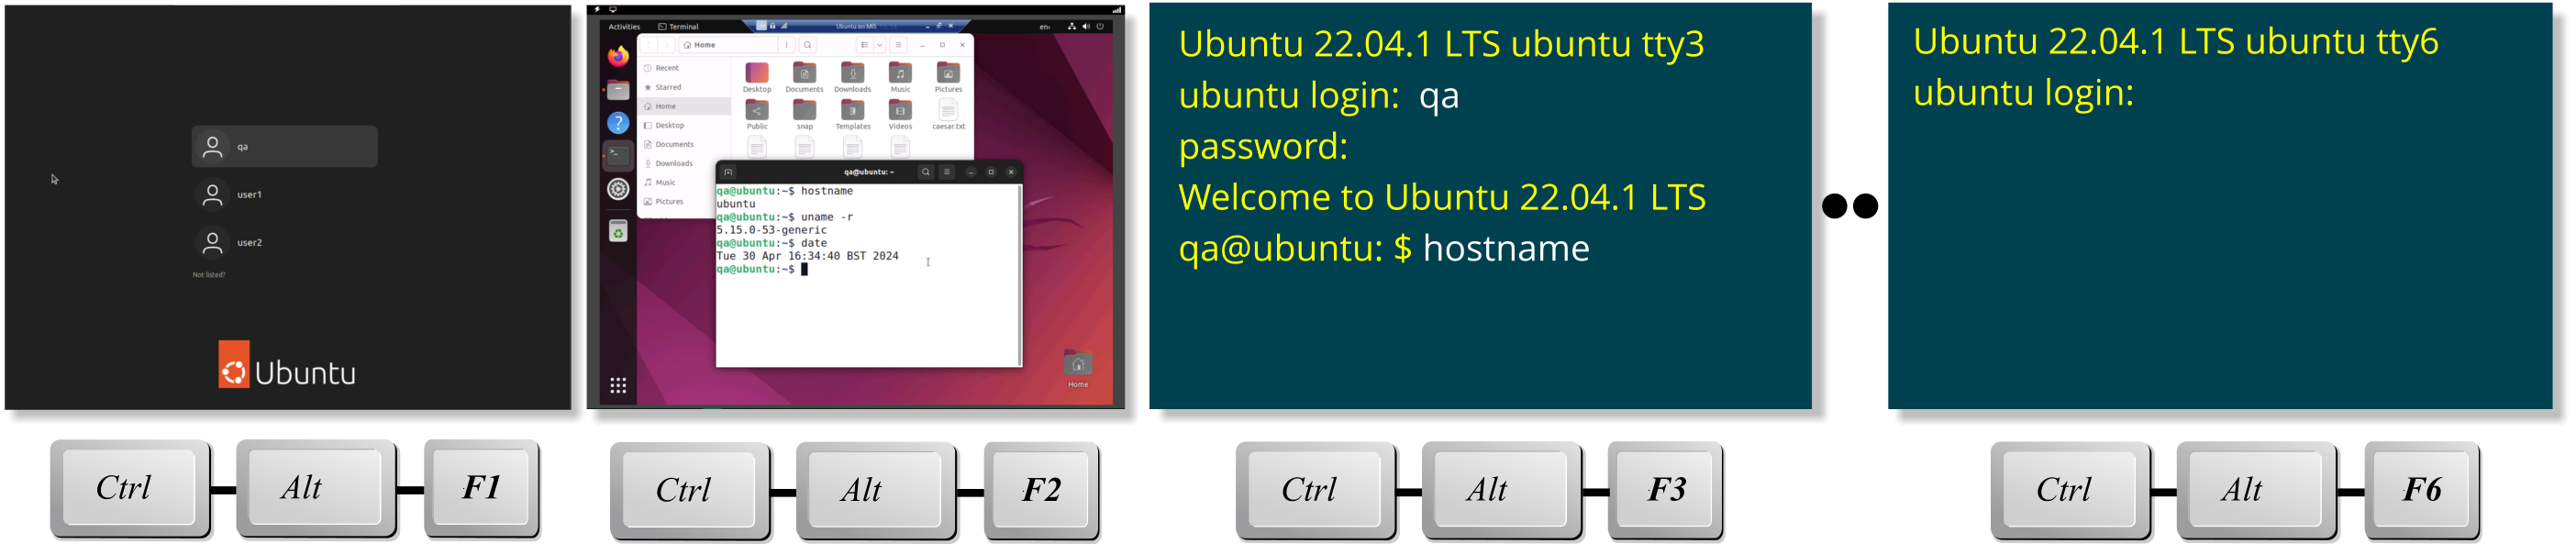 qa
user1
user2
Not listed?
Ubuntu
Ctrl Alt F1
Activities Terminal Ubuntu on MIS en
Home
Recent
Starred
Home
Desktop
Documents
Downloads
Music
Pictures
Desktop Documents Downloads Music Pictures
Public snap Templates Videos caesar.txt
qa@ubuntu: ~
qa@ubuntu:~$ hostname
ubuntu
qa@ubuntu:~$ uname -r
5.15.0-53-generic
qa@ubuntu:~$ date
Tue 30 Apr 16:34:40 BST 2024
qa@ubuntu:~$
Home
Ctrl Alt F2
Ubuntu 22.04.1 LTS ubuntu tty3
ubuntu login: qa
password:
Welcome to Ubuntu 22.04.1 LTS
qa@ubuntu: $ hostname
Ctrl Alt F3
Ubuntu 22.04.1 LTS ubuntu tty6
ubuntu login:
Ctrl Alt F6